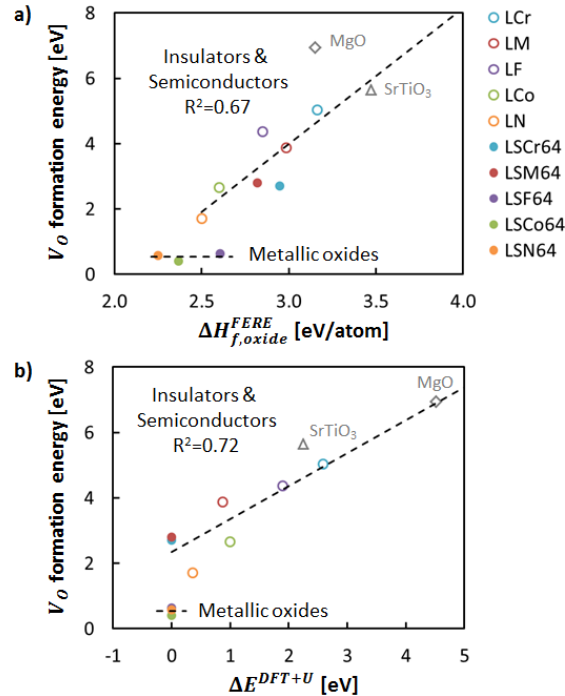 a)
8
6
4
2
0
V_O formation energy [eV]
Insulators &
Semiconductors
R²=0.67
MgO
SrTiO₃
Metallic oxides
2.0
2.5
3.0
3.5
4.0
ΔH_{f,oxide}^{FERE} [eV/atom]
LCr
LM
LF
LCo
LN
LSCr64
LSM64
LSF64
LSCo64
LSN64
b)
8
6
4
2
0
V_O formation energy [eV]
Insulators &
Semiconductors
R²=0.72
MgO
SrTiO₃
Metallic oxides
-1
0
1
2
3
4
5
ΔE^{DFT+U} [eV]